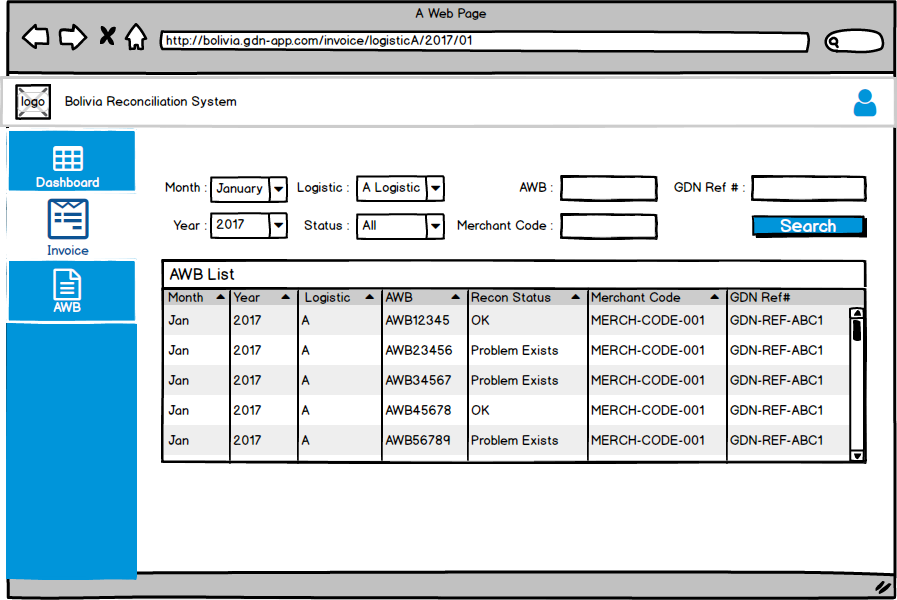 A Web Page
http://bolivia.gdn-app.com/invoice/logisticA/2017/01
logo Bolivia Reconciliation System
Dashboard
Invoice
AWB
Month : January Logistic : A Logistic AWB : GDN Ref # :
Year : 2017 Status : All Merchant Code : Search
AWB List
Month Year Logistic AWB Recon Status Merchant Code GDN Ref#
Jan 2017 A AWB12345 OK MERCH-CODE-001 GDN-REF-ABC1
Jan 2017 A AWB23456 Problem Exists MERCH-CODE-001 GDN-REF-ABC1
Jan 2017 A AWB34567 Problem Exists MERCH-CODE-001 GDN-REF-ABC1
Jan 2017 A AWB45678 OK MERCH-CODE-001 GDN-REF-ABC1
Jan 2017 A AWB56789 Problem Exists MERCH-CODE-001 GDN-REF-ABC1